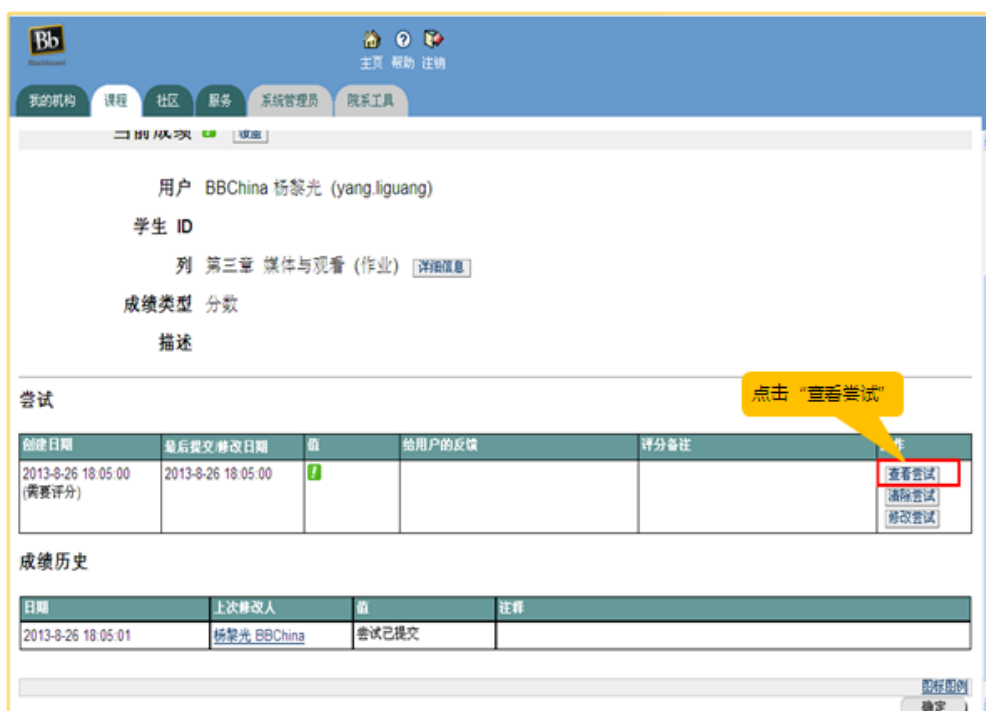 Bb
Blackboard
主页 帮助 注销
我的机构 课程 社区 服务 系统管理员 院系工具
当前成绩 ! 覆盖
用户 BBChina 杨黎光 (yang.liguang)
学生 ID
列 第三章 媒体与观看 (作业) 详细信息
成绩类型 分数
描述
点击“查看尝试”
尝试
创建日期 最后提交/修改日期 值 给用户的反馈 评分备注 操作
2013-8-26 18:05:00 2013-8-26 18:05:00 ! 查看尝试
(需要评分) 清除尝试
修改尝试
成绩历史
日期 上次修改人 值 注释
2013-8-26 18:05:01 杨黎光 BBChina 尝试已提交
图标图例
确定